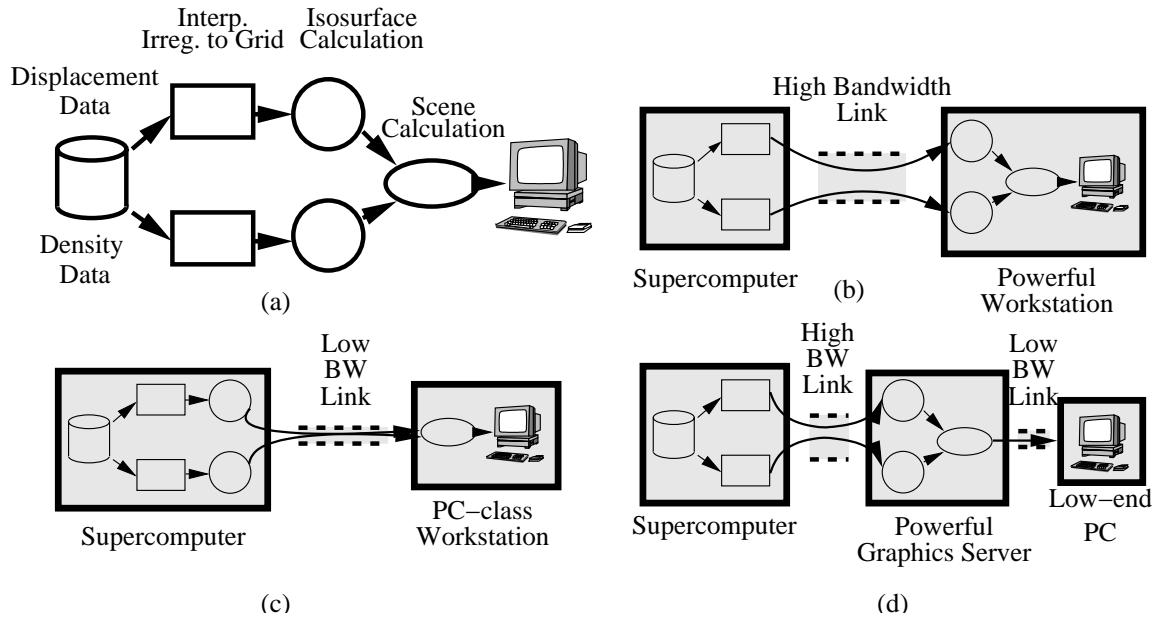 Interp.
Irreg. to Grid
Isosurface
Calculation
Displacement
Data
Scene
Calculation
Density
Data
(a)
High Bandwidth
Link
Supercomputer
Powerful
Workstation
(b)
Low
BW
Link
Supercomputer
PC−class
Workstation
(c)
High
BW
Link
Low
BW
Link
Supercomputer
Powerful
Graphics Server
Low−end
PC
(d)